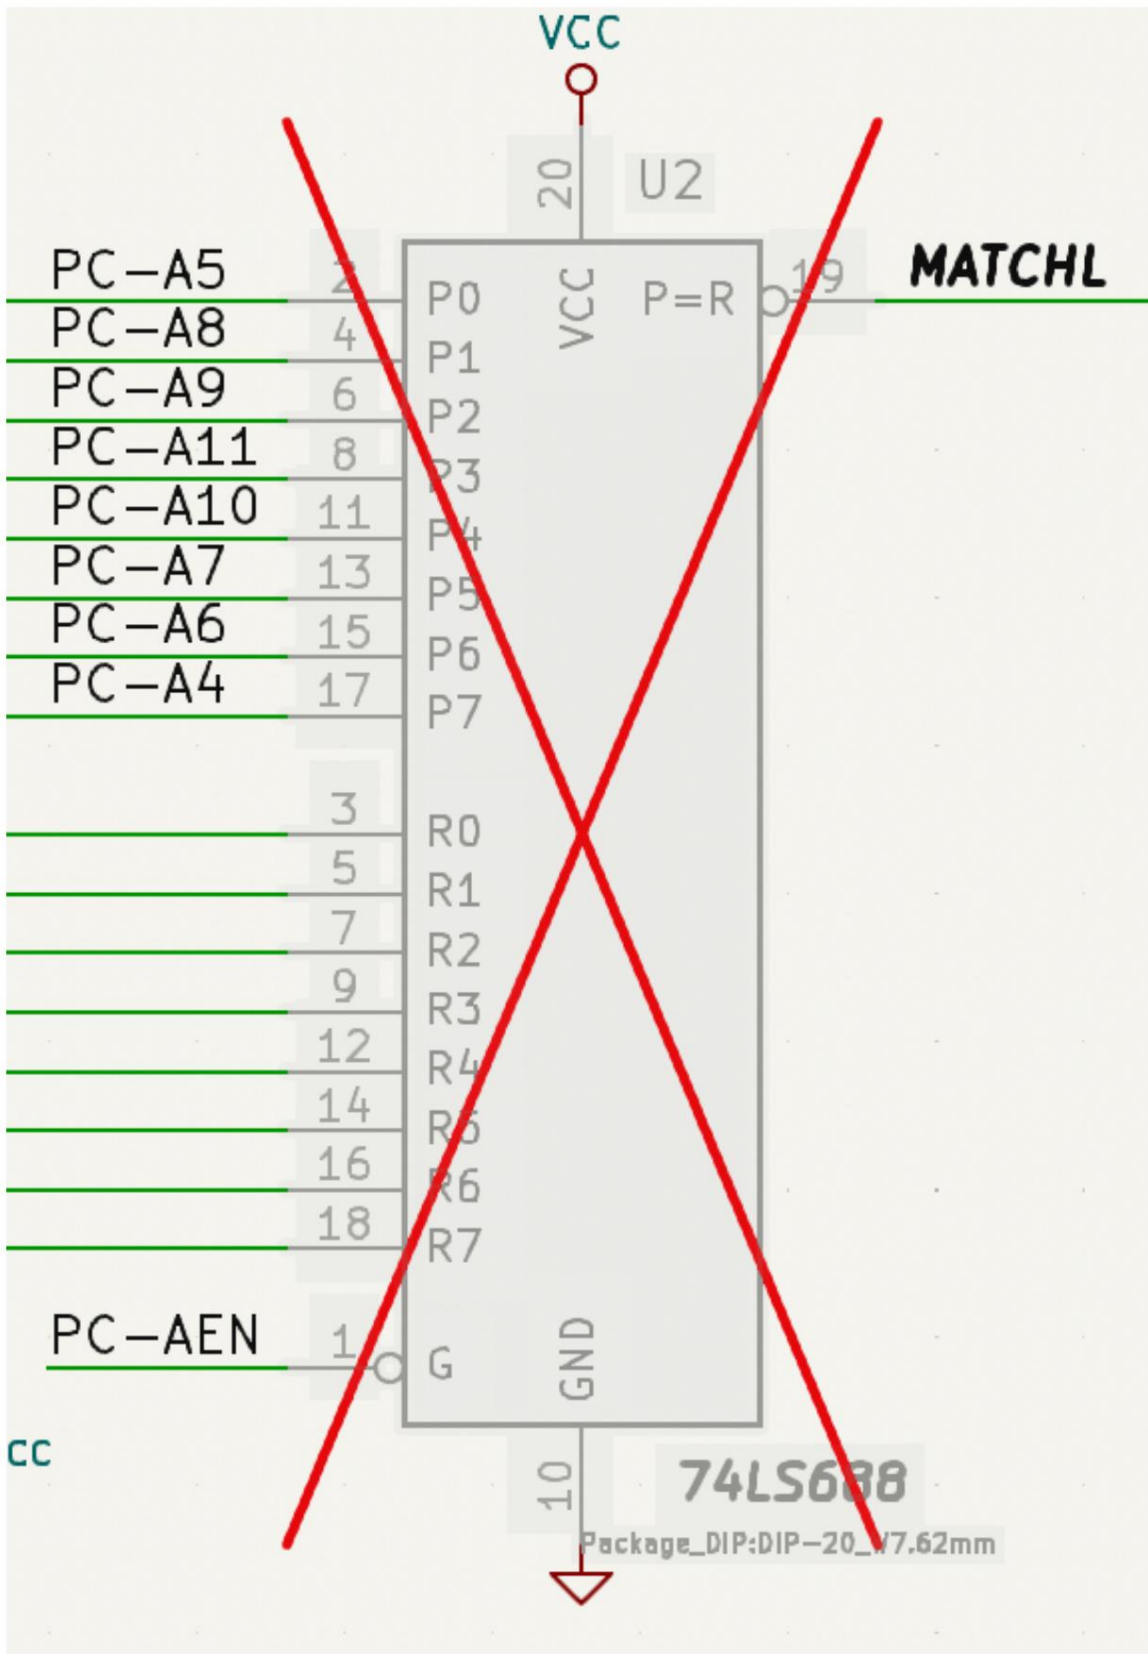 VCC
20
U2
PC-A5
2
P0
VCC
P=R
19
MATCHL
PC-A8
4
P1
PC-A9
6
P2
PC-A11
8
P3
PC-A10
11
P4
PC-A7
13
P5
PC-A6
15
P6
PC-A4
17
P7
3
R0
5
R1
7
R2
9
R3
12
R4
14
R5
16
R6
18
R7
PC-AEN
1
G
GND
CC
10
74LS688
Package_DIP:DIP-20_W7.62mm